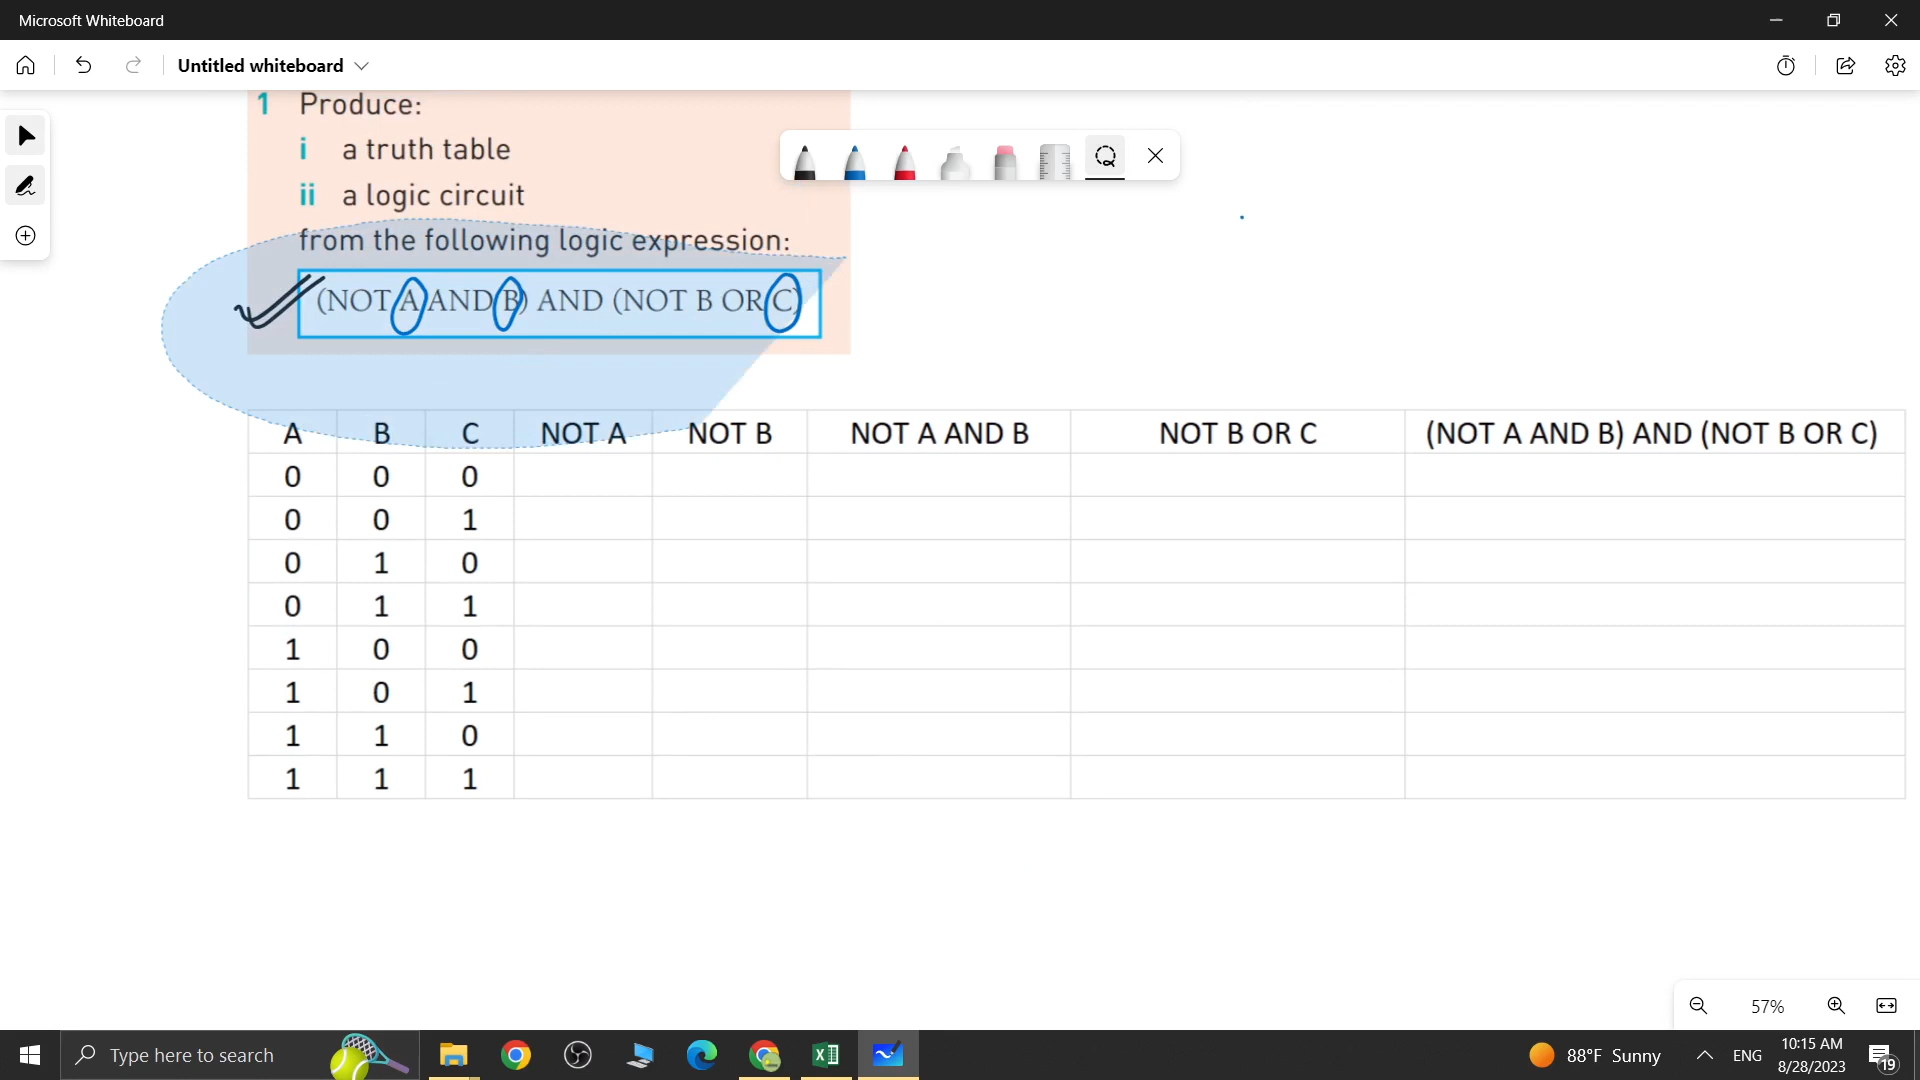 Microsoft Whiteboard
Untitled whiteboard
1 Produce:
i a truth table
ii a logic circuit
from the following logic expression:
(NOT A AND B) AND (NOT B OR C)
A B C NOT A NOT B NOT A AND B NOT B OR C (NOT A AND B) AND (NOT B OR C)
0 0 0
0 0 1
0 1 0
0 1 1
1 0 0
1 0 1
1 1 0
1 1 1
57%
Type here to search
88°F Sunny
ENG
10:15 AM
8/28/2023
19